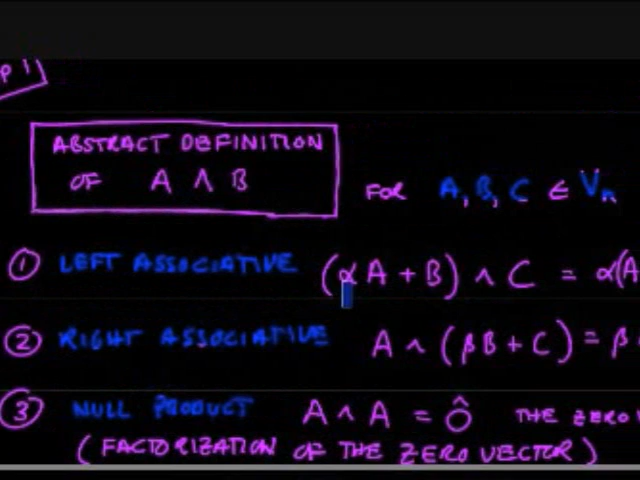 P 1
ABSTRACT DEFINITION
OF A ∧ B
FOR A, B, C ∈ Vn
① LEFT ASSOCIATIVE (αA + B) ∧ C = α(A
② RIGHT ASSOCIATIVE A ∧ (βB + C) = β
③ NULL PRODUCT A ∧ A = Ô THE ZERO
(FACTORIZATION OF THE ZERO VECTOR)